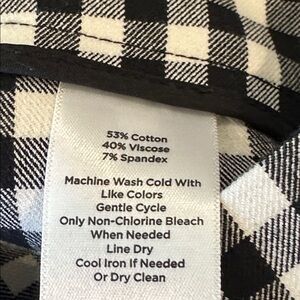 53% Cotton
40% Viscose
7% Spandex
Machine Wash Cold With
Like Colors
Gentle Cycle
Only Non-Chlorine Bleach
When Needed
Line Dry
Cool Iron If Needed
Or Dry Clean